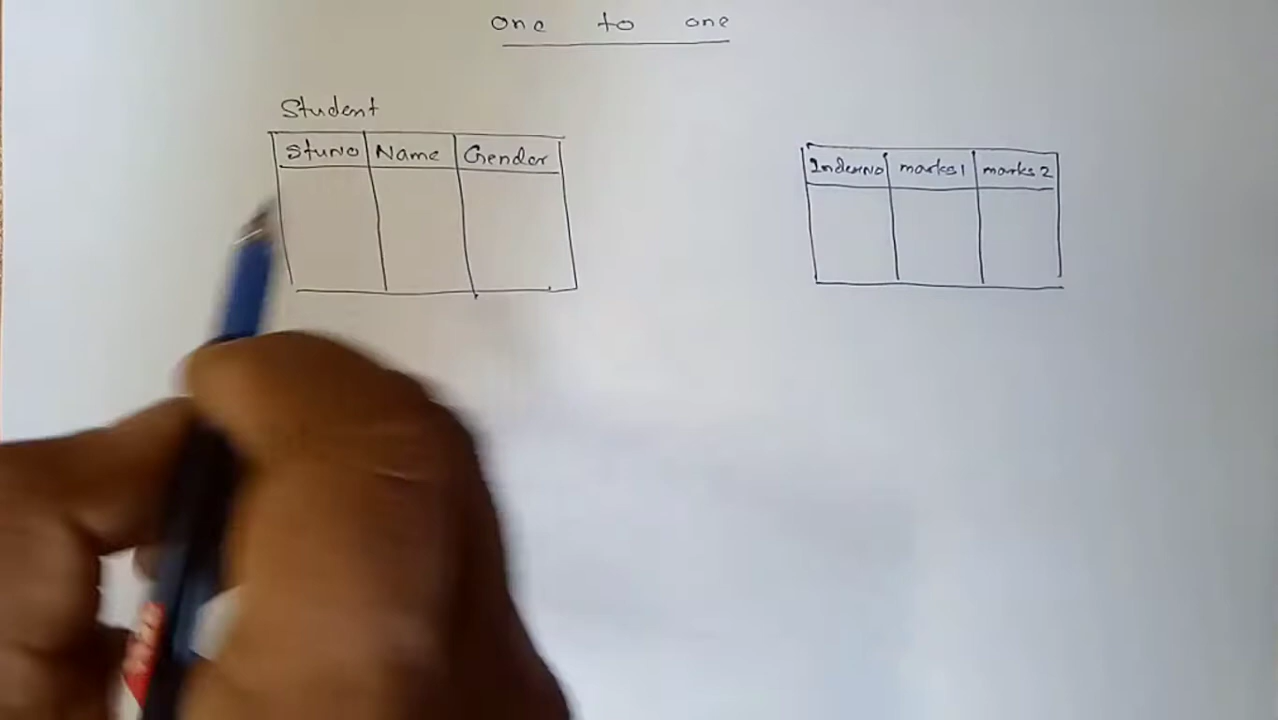 one to one
Student
StuNo Name Gender
IndexNo marks1 marks2